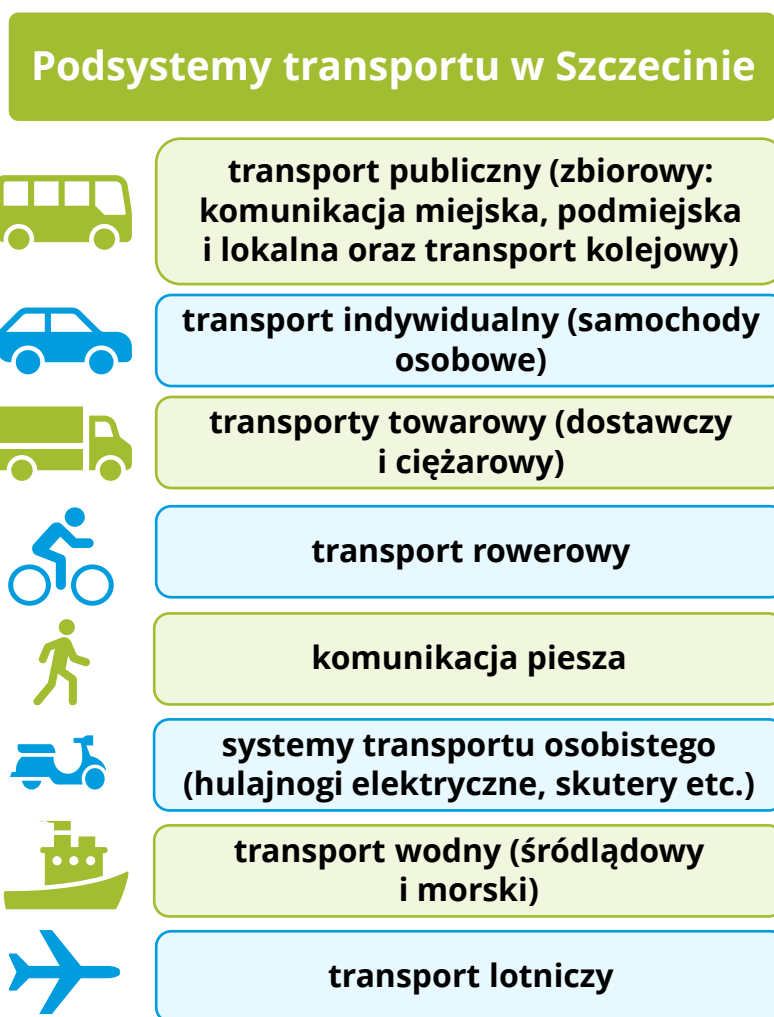 Podsystemy transportu w Szczecinie
transport publiczny (zbiorowy:
komunikacja miejska, podmiejska
i lokalna oraz transport kolejowy)
transport indywidualny (samochody
osobowe)
transporty towarowy (dostawczy
i ciężarowy)
transport rowerowy
komunikacja piesza
systemy transportu osobistego
(hulajnogi elektryczne, skutery etc.)
transport wodny (śródlądowy
i morski)
transport lotniczy